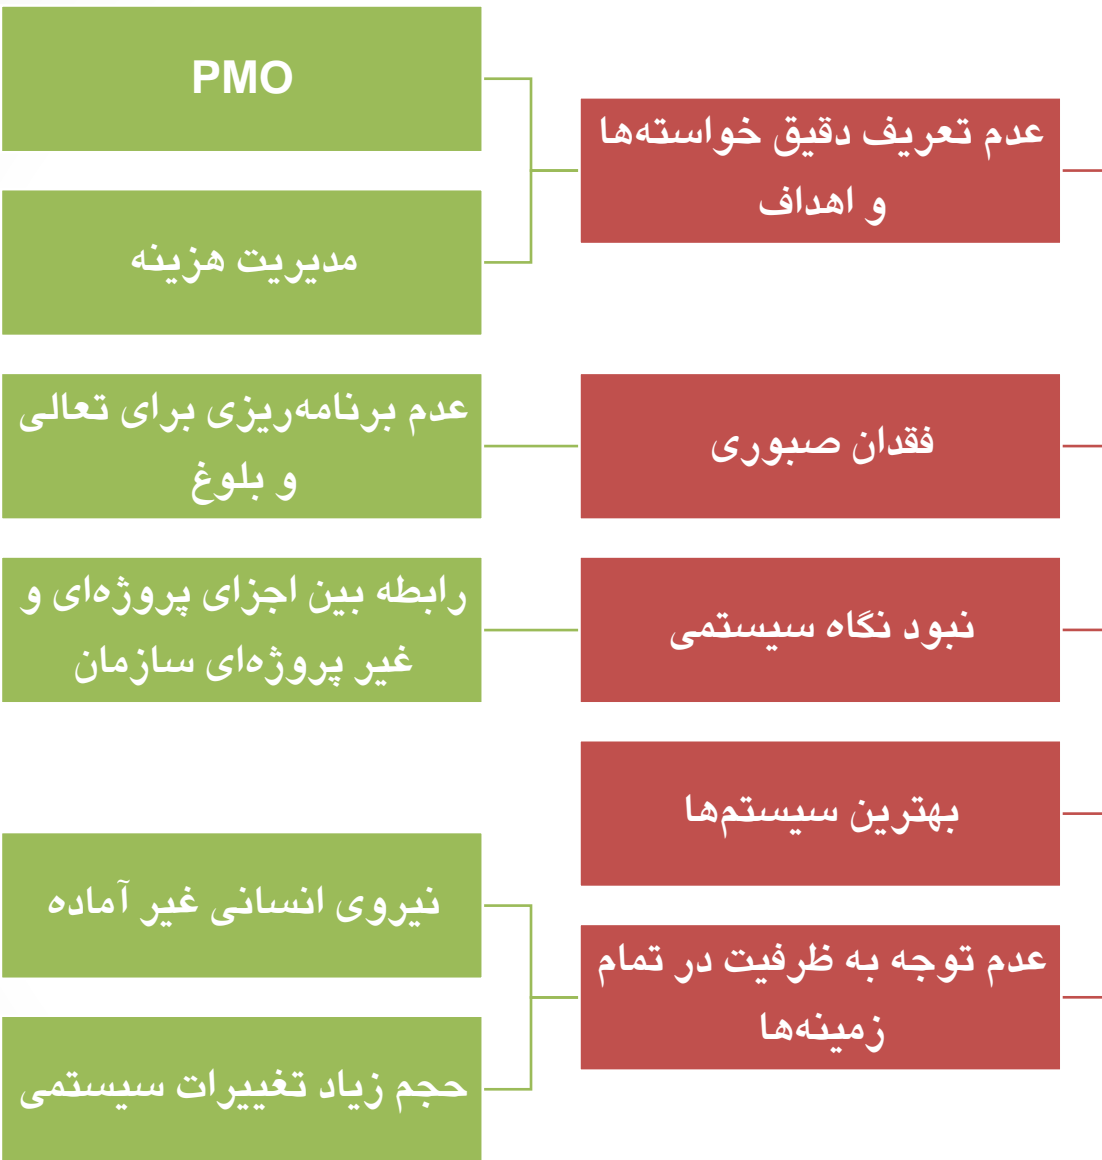 عدم تعریف دقیق خواسته‌ها
و اهداف
PMO
مدیریت هزینه
فقدان صبوری
عدم برنامه‌ریزی برای تعالی
و بلوغ
نبود نگاه سیستمی
رابطه بین اجزای پروژه‌ای و
غیر پروژه‌ای سازمان
بهترین سیستم‌ها
عدم توجه به ظرفیت در تمام
زمینه‌ها
نیروی انسانی غیر آماده
حجم زیاد تغییرات سیستمی